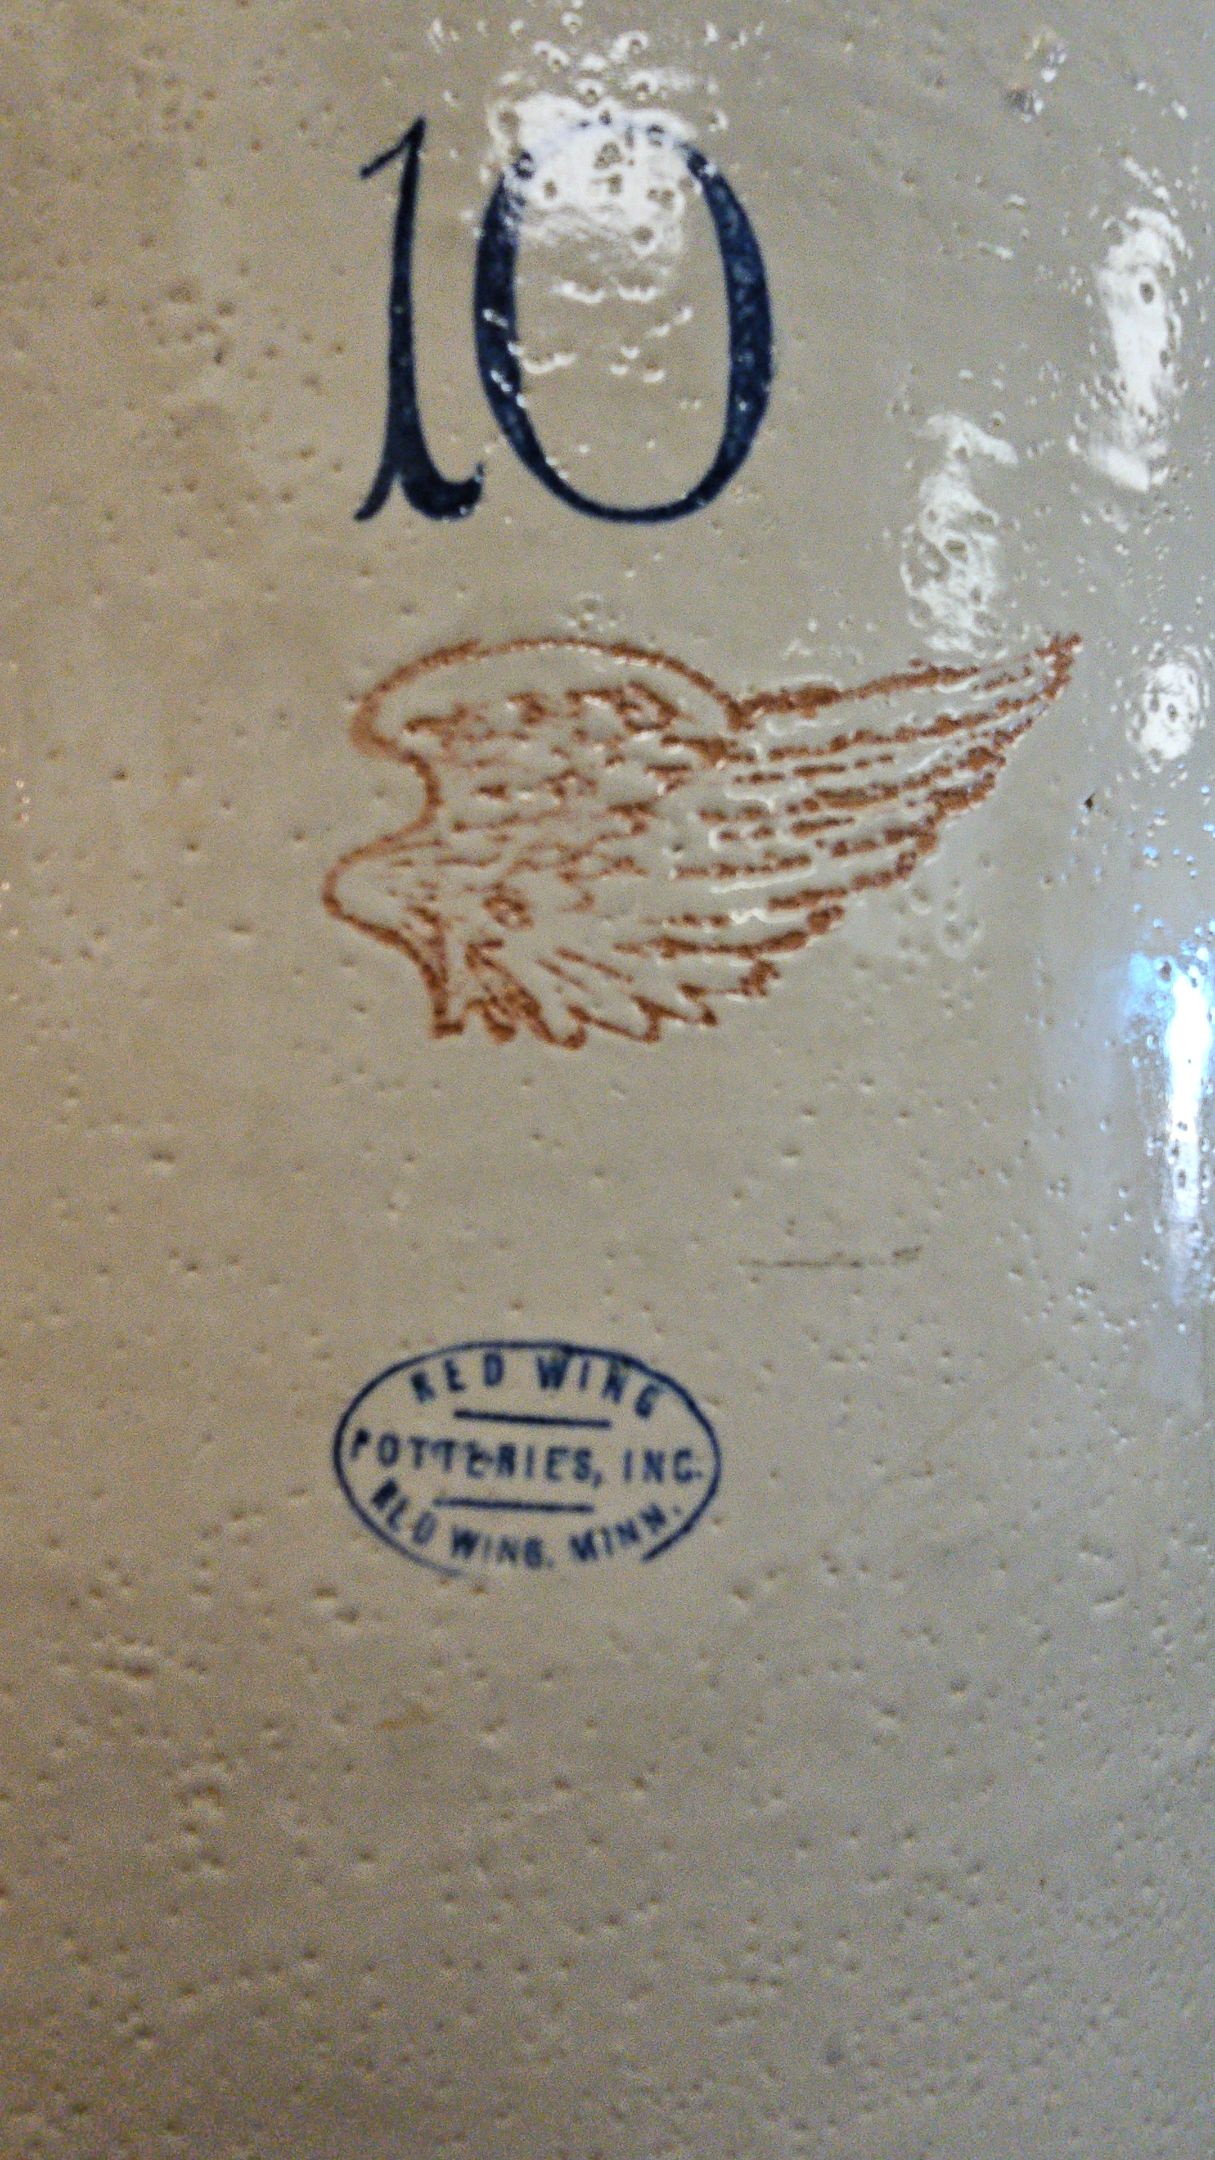 10
RED WING
POTTERIES, INC.
RED WING, MINN.